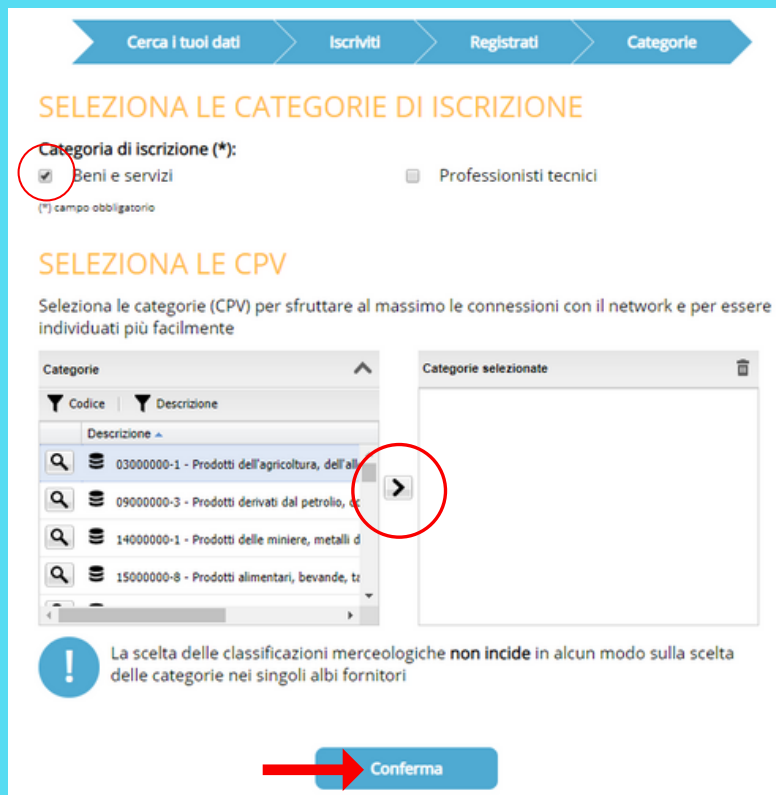 Cerca i tuoi dati
Iscriviti
Registrati
Categorie
SELEZIONA LE CATEGORIE DI ISCRIZIONE
Categoria di iscrizione (*):
Beni e servizi
Professionisti tecnici
(*) campo obbligatorio
SELEZIONA LE CPV
Seleziona le categorie (CPV) per sfruttare al massimo le connessioni con il network e per essere
individuati più facilmente
Categorie
Categorie selezionate
Codice
Descrizione
Descrizione
03000000-1 - Prodotti dell'agricoltura, dell'all
09000000-3 - Prodotti derivati dal petrolio,
14000000-1 - Prodotti delle miniere, metalli d
15000000-8 - Prodotti alimentari, bevande, ta
!
La scelta delle classificazioni merceologiche non incide in alcun modo sulla scelta
delle categorie nei singoli albi fornitori
Conferma